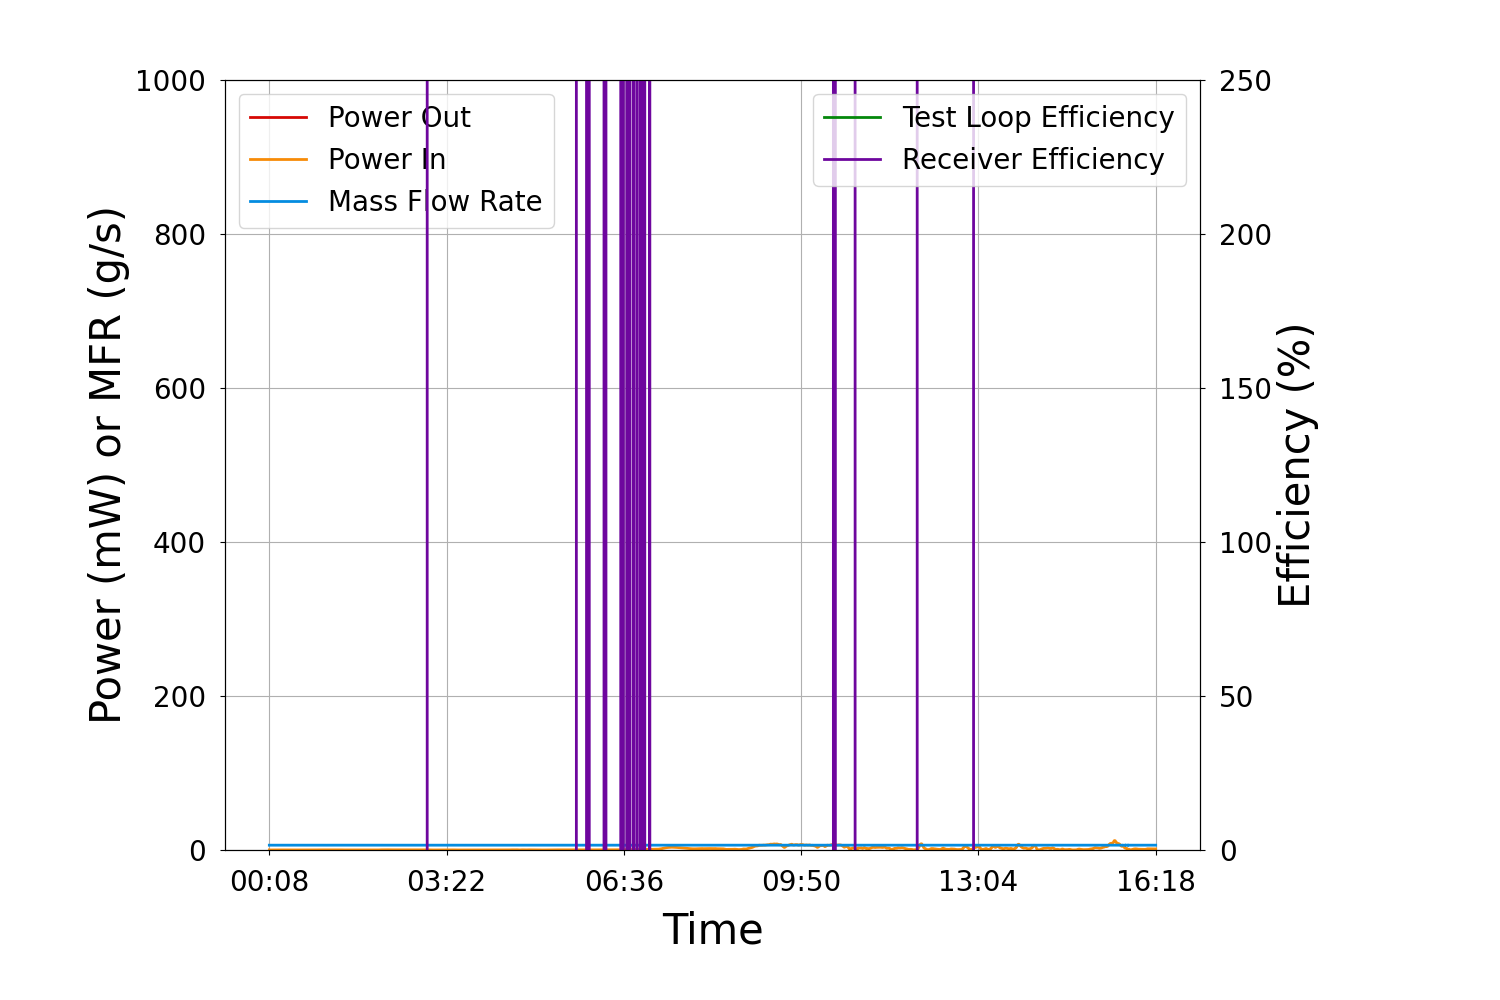 Power (mW) or MFR (g/s)
1000
800
600
400
200
0
Power Out
Power In
Mass Flow Rate
Test Loop Efficiency
Receiver Efficiency
250
200
150
100
50
0
Efficiency (%)
00:08 03:22 06:36 09:50 13:04 16:18
Time